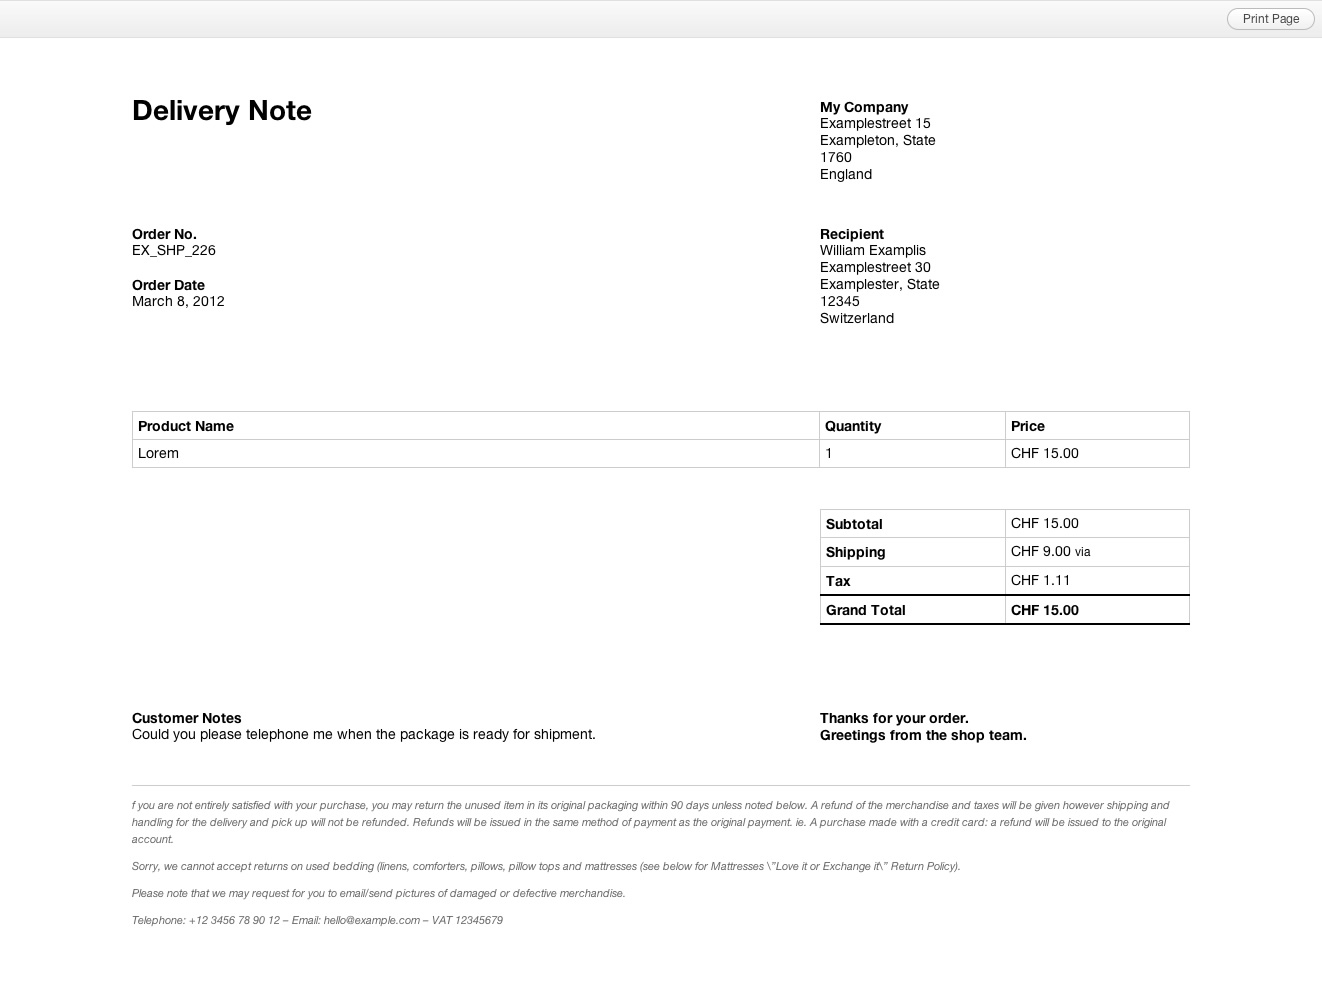 Print Page
Delivery Note
My Company
Examplestreet 15
Exampleton, State
1760
England
Order No.
EX_SHP_226
Order Date
March 8, 2012
Recipient
William Examplis
Examplestreet 30
Examplester, State
12345
Switzerland
Product Name Quantity Price
Lorem 1 CHF 15.00
Subtotal CHF 15.00
Shipping CHF 9.00 via
Tax CHF 1.11
Grand Total CHF 15.00
Customer Notes
Could you please telephone me when the package is ready for shipment.
Thanks for your order.
Greetings from the shop team.
f you are not entirely satisfied with your purchase, you may return the unused item in its original packaging within 90 days unless noted below. A refund of the merchandise and taxes will be given however shipping and
handling for the delivery and pick up will not be refunded. Refunds will be issued in the same method of payment as the original payment. ie. A purchase made with a credit card: a refund will be issued to the original
account.
Sorry, we cannot accept returns on used bedding (linens, comforters, pillows, pillow tops and mattresses (see below for Mattresses \”Love it or Exchange it\” Return Policy).
Please note that we may request for you to email/send pictures of damaged or defective merchandise.
Telephone: +12 3456 78 90 12 – Email: hello@example.com – VAT 12345679